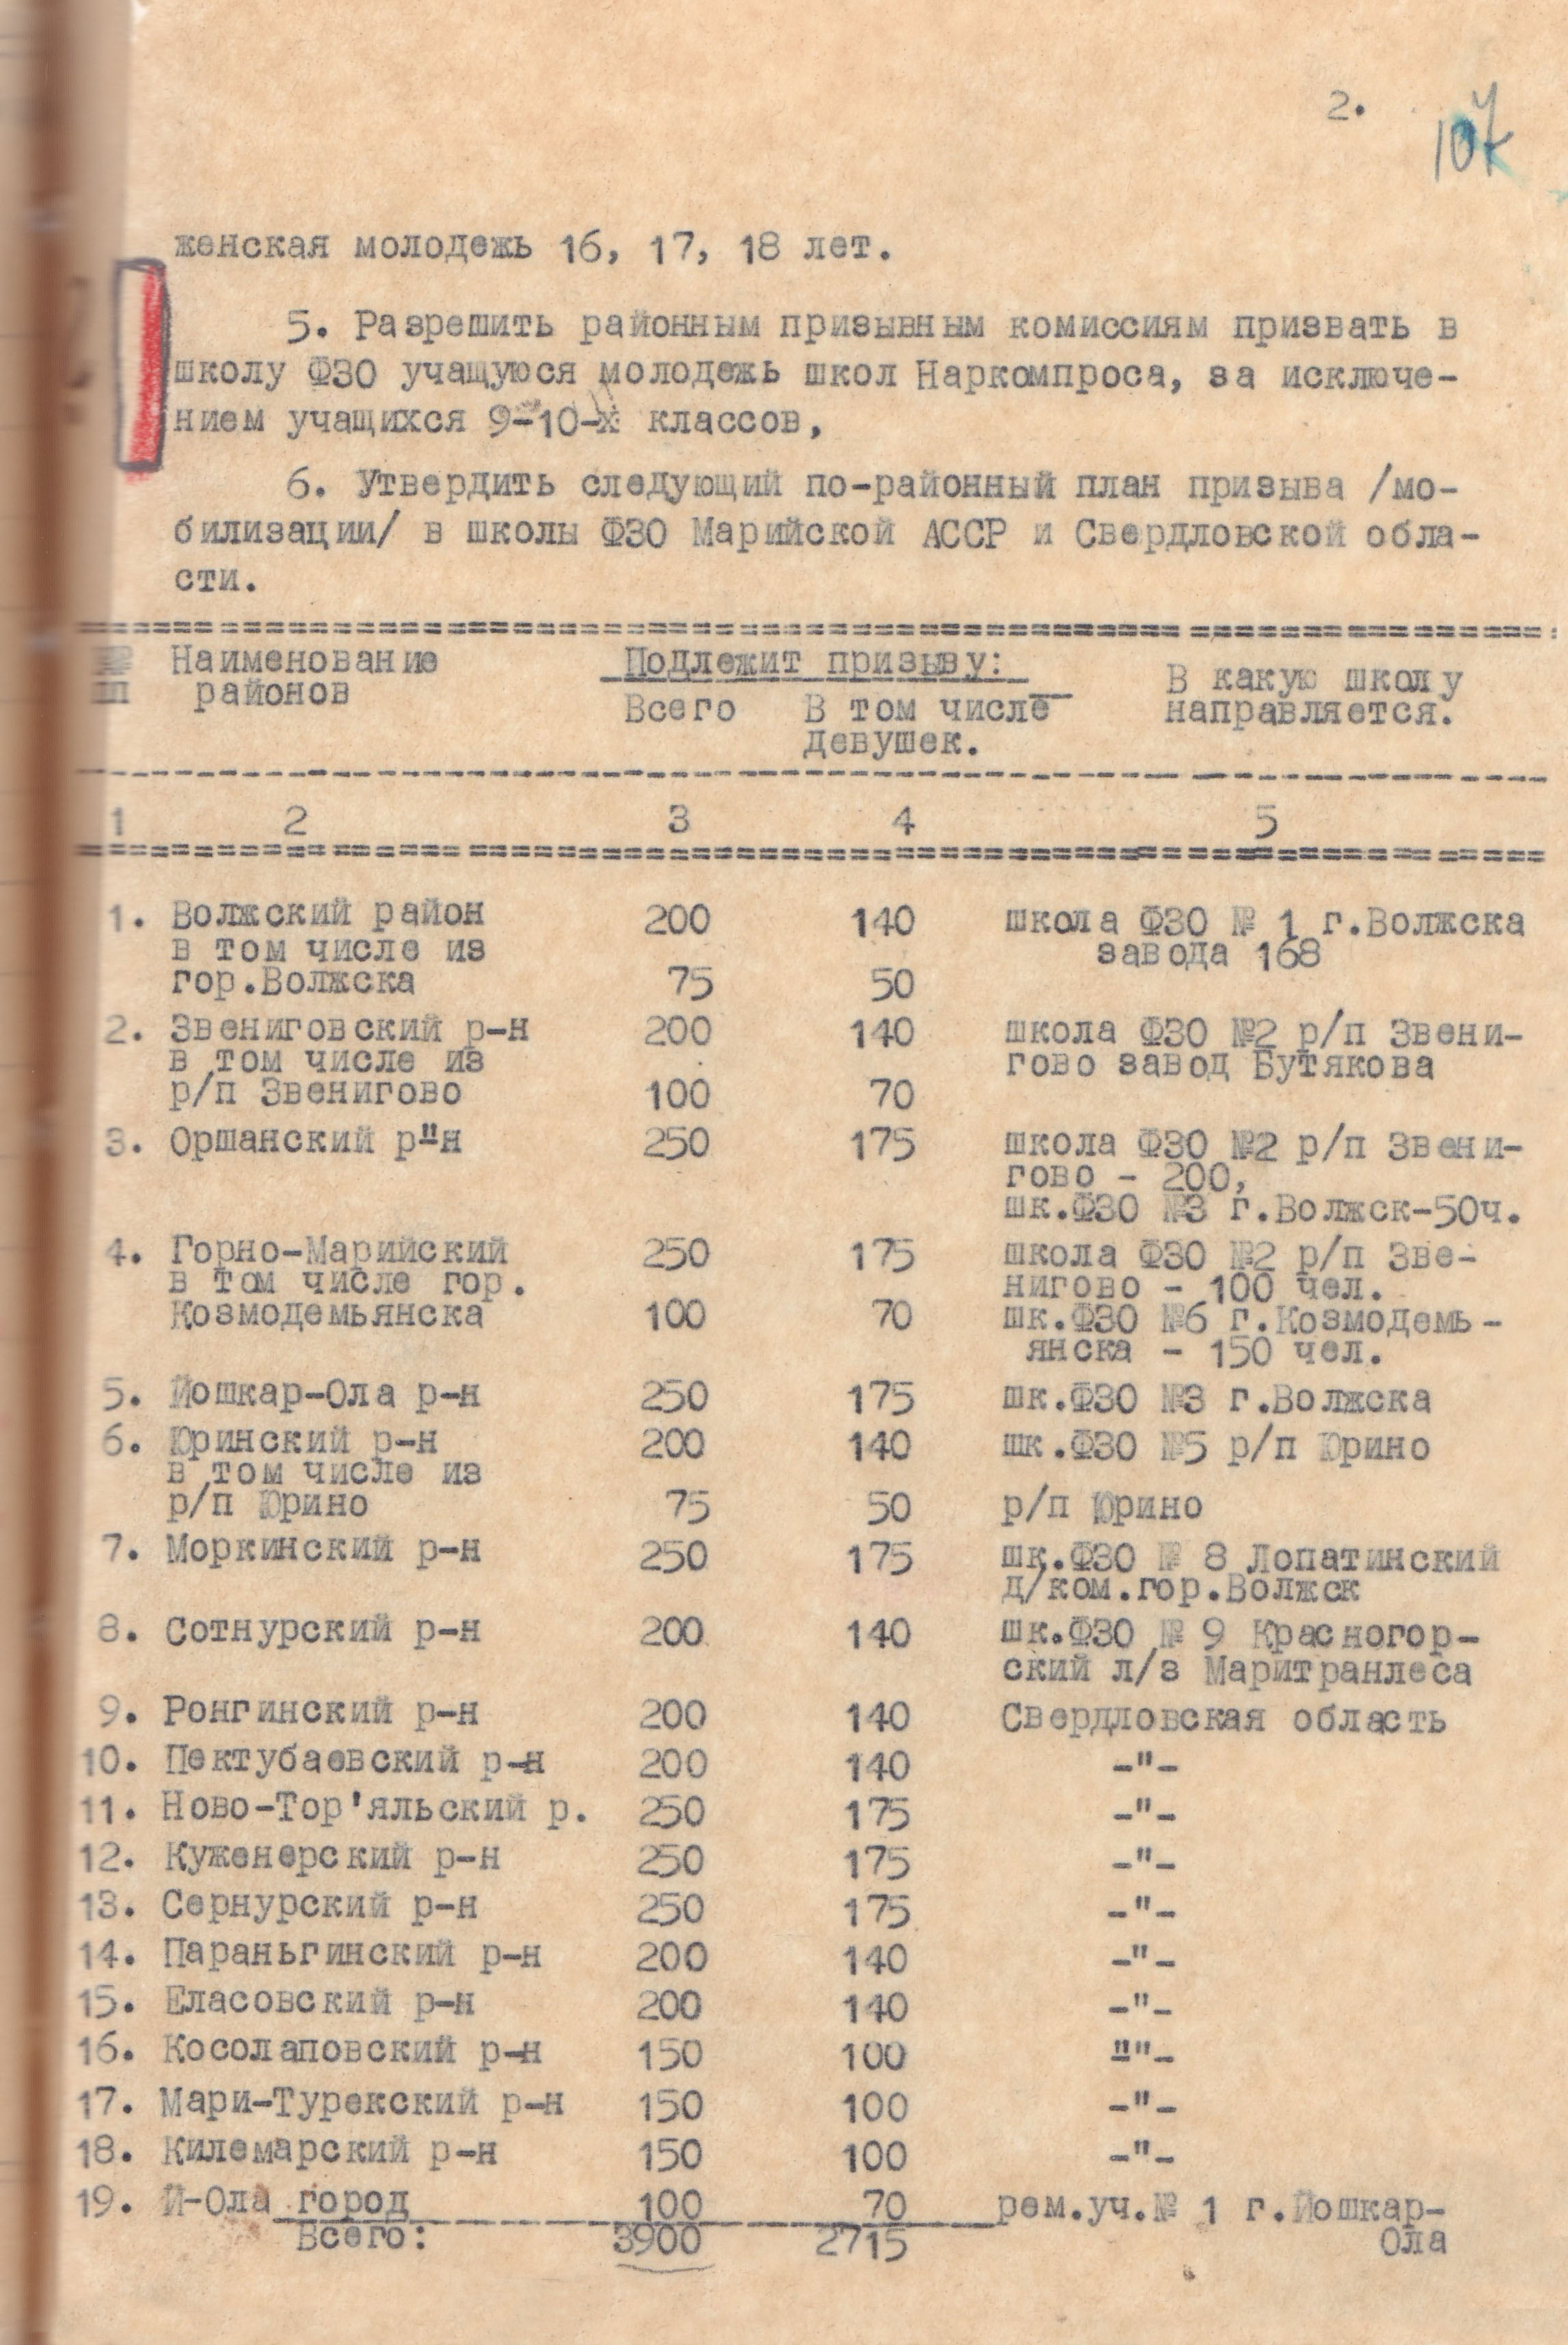 2.
107
женская молодежь 16, 17, 18 лет.
5. Разрешить районным призывным комиссиям призвать в
школу ФЗО учащуюся молодежь школ Наркомпроса, за исключе-
нием учащихся 9-10-х классов,
6. Утвердить следующий по-районный план призыва /мо-
билизации/ в школы ФЗО Марийской АССР и Свердловской обла-
сти.
№ Наименование Подлежит призыву: В какую школу
пп районов Всего В том числе направляется.
девушек.
1 2 3 4 5
1. Волжский район 200 140 школа ФЗО № 1 г.Волжска
в том числе из завода 168
гор.Волжска 75 50
2. Звениговский р-н 200 140 школа ФЗО №2 р/п Звени-
в том числе из гово завод Бутякова
р/п Звенигово 100 70
3. Оршанский р"н 250 175 школа ФЗО №2 р/п Звени-
гово - 200,
шк.ФЗО №3 г.Волжск-50ч.
4. Горно-Марийский 250 175 школа ФЗО №2 р/п Зве-
в том числе гор. нигово - 100 чел.
Козмодемьянска 100 70 шк.ФЗО №6 г.Козмодемь-
янска - 150 чел.
5. Йошкар-Ола р-н 250 175 шк.ФЗО №3 г.Волжска
6. Юринский р-н 200 140 шк.ФЗО №5 р/п Юрино
в том числе из
р/п Юрино 75 50 р/п Юрино
7. Моркинский р-н 250 175 шк.ФЗО № 8 Лопатинский
д/ком.гор.Волжск
8. Сотнурский р-н 200 140 шк.ФЗО № 9 Красногор-
ский л/з Маритранлеса
9. Ронгинский р-н 200 140 Свердловская область
10. Пектубаевский р-н 200 140 -"-
11. Ново-Тор'яльский р. 250 175 -"-
12. Куженерский р-н 250 175 -"-
13. Сернурский р-н 250 175 -"-
14. Параньгинский р-н 200 140 -"-
15. Еласовский р-н 200 140 -"-
16. Косолаповский р-н 150 100 ""-
17. Мари-Турекский р-н 150 100 -"-
18. Килемарский р-н 150 100 -"-
19. Й-Ола город 100 70 рем.уч.№ 1 г.Йошкар-
Всего: 3900 2715 Ола